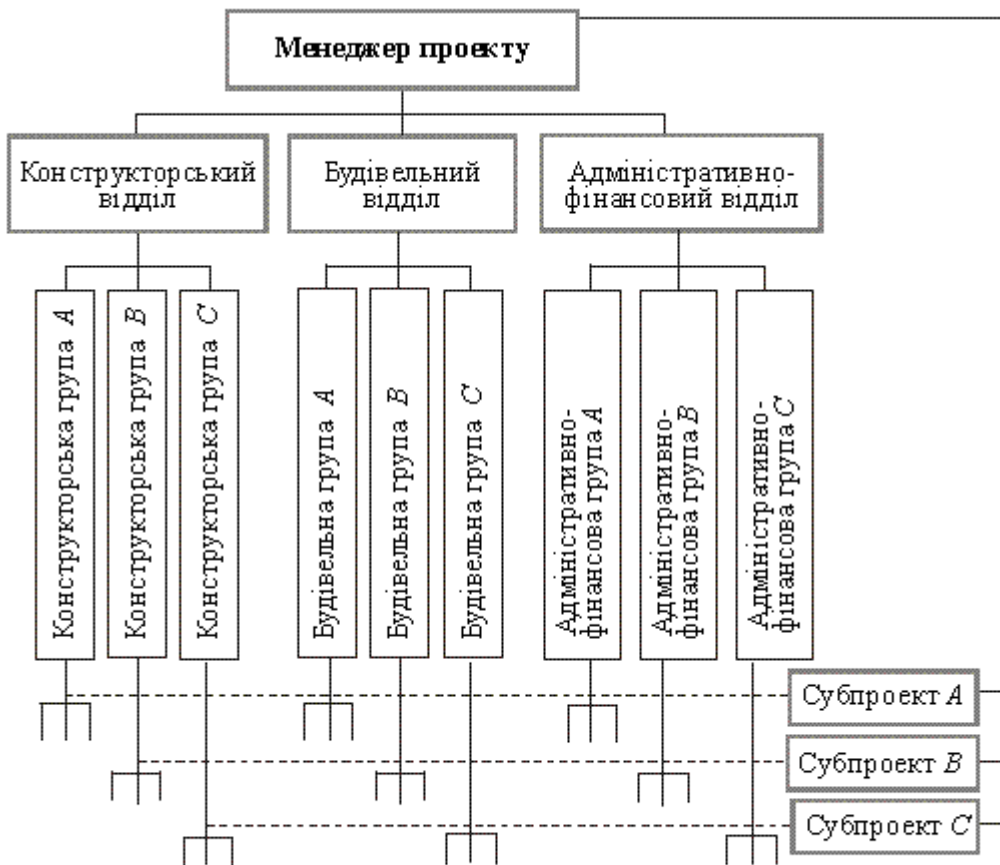 Менеджер проекту
Конструкторський
відділ
Будівельний
відділ
Адміністративно-
фінансовий відділ
Конструкторська група A
Конструкторська група B
Конструкторська група C
Будівельна група A
Будівельна група B
Будівельна група C
Адміністративно-
фінансова група A
Адміністративно-
фінансова група B
Адміністративно-
фінансова група C
Субпроект A
Субпроект B
Субпроект C